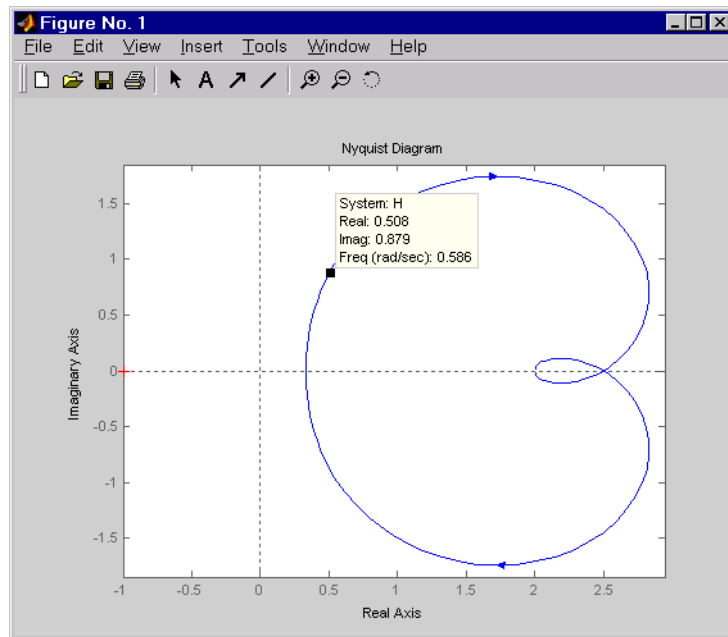 Figure No. 1
File Edit View Insert Tools Window Help
A
Nyquist Diagram
System: H
Real: 0.508
Imag: 0.879
Freq (rad/sec): 0.586
Imaginary Axis
1.5
1
0.5
0
-0.5
-1
-1.5
-1 -0.5 0 0.5 1 1.5 2 2.5
Real Axis